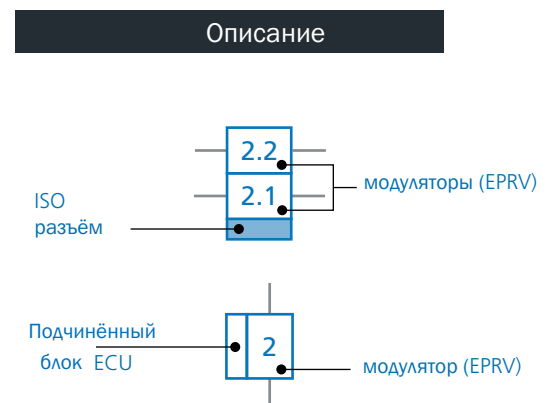 Описание
2.2
модуляторы (EPRV)
2.1
ISO
разъём
Подчинённый
блок ECU
2
модулятор (EPRV)